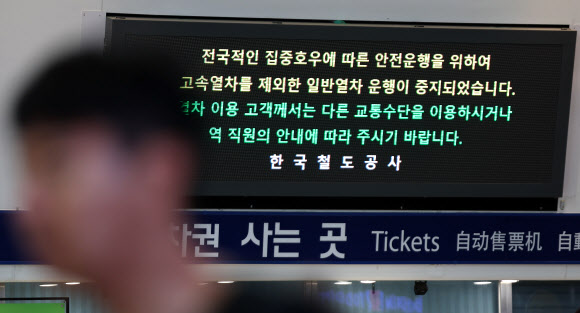 전국적인 집중호우에 따른 안전운행을 위하여
고속열차를 제외한 일반열차 운행이 중지되었습니다.
열차 이용 고객께서는 다른 교통수단을 이용하시거나
역 직원의 안내에 따라 주시기 바랍니다.
한국철도공사
사는 곳 Tickets 自动售票机 自動